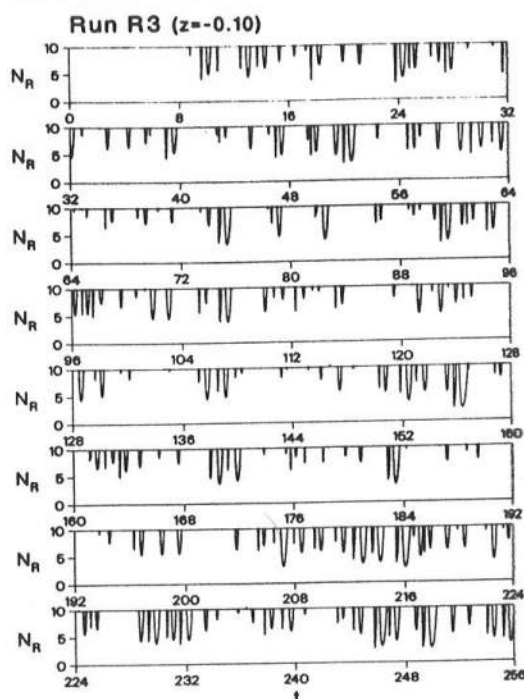 Run R3 (z=-0.10)
10
N_R 5
0
0 8 16 24 32
10
N_R 5
0
32 40 48 56 64
10
N_R 5
0
64 72 80 88 96
10
N_R 5
0
96 104 112 120 128
10
N_R 5
0
128 136 144 152 160
10
N_R 5
0
160 168 176 184 192
10
N_R 5
0
192 200 208 216 224
10
N_R 5
0
224 232 240 248 256
t